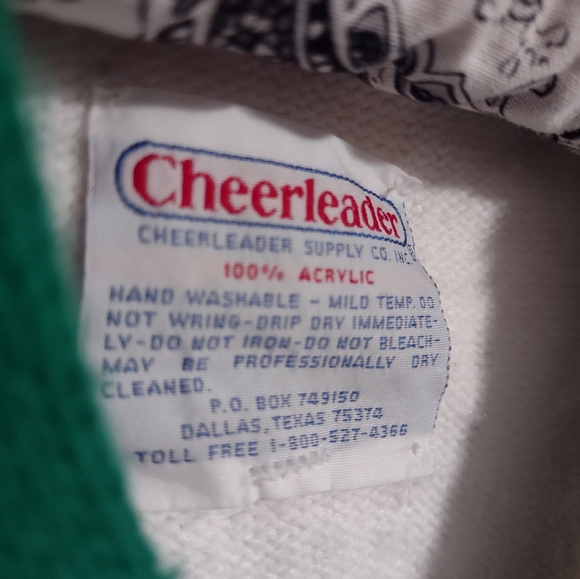 Cheerleader
CHEERLEADER SUPPLY CO. INC.
100% ACRYLIC
HAND WASHABLE - MILD TEMP. DO
NOT WRING-DRIP DRY IMMEDIATE-
LY-DO NOT IRON-DO NOT BLEACH-
MAY BE PROFESSIONALLY DRY
CLEANED.
P.O. BOX 749150
DALLAS, TEXAS 75374
TOLL FREE 1-800-527-4366